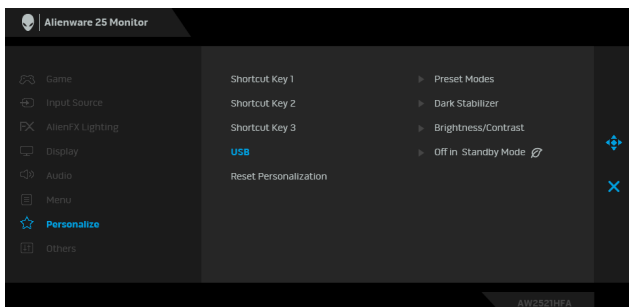 Alienware 25 Monitor
Game
Input Source
AlienFX Lighting
Display
Audio
Menu
Personalize
Others
Shortcut Key 1 Preset Modes
Shortcut Key 2 Dark Stabilizer
Shortcut Key 3 Brightness/Contrast
USB Off in Standby Mode
Reset Personalization
AW2521HFA